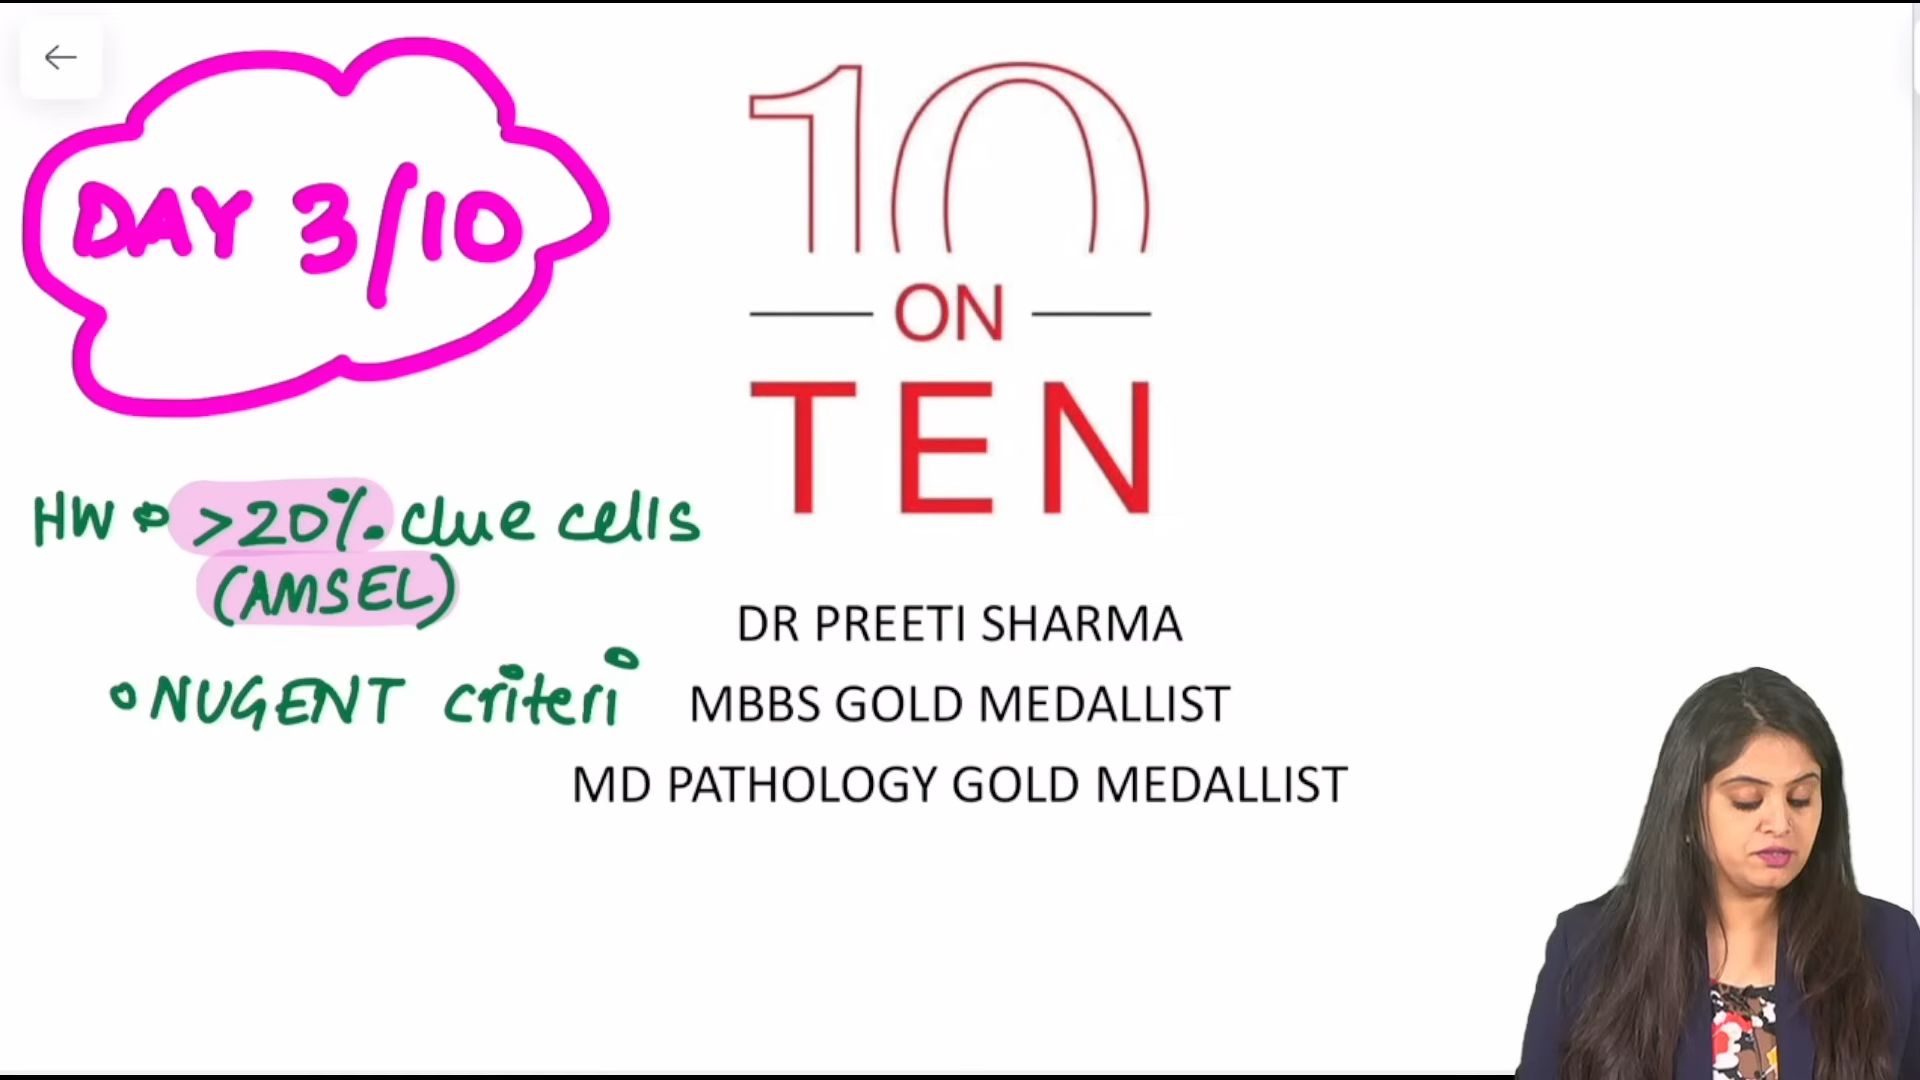 DAY 3/10
10
ON
TEN
HW → >20%. clue cells
(AMSEL)
• NUGENT criteri
DR PREETI SHARMA
MBBS GOLD MEDALLIST
MD PATHOLOGY GOLD MEDALLIST